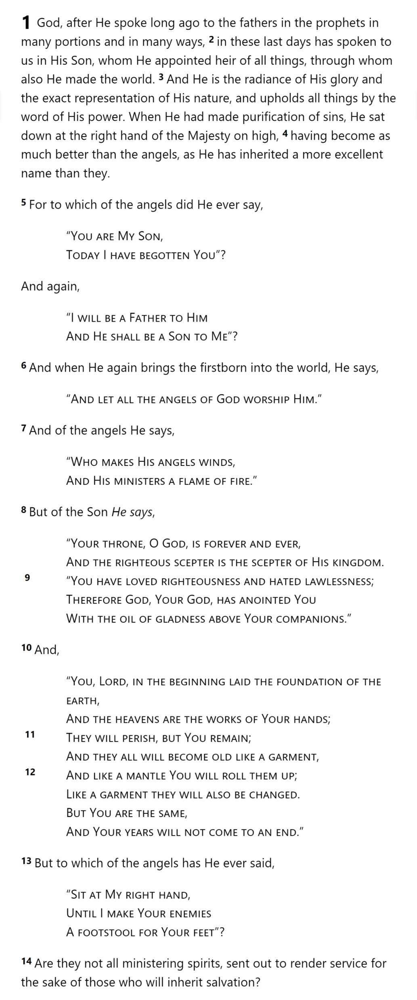 1 God, after He spoke long ago to the fathers in the prophets in
many portions and in many ways, 2 in these last days has spoken to
us in His Son, whom He appointed heir of all things, through whom
also He made the world. 3 And He is the radiance of His glory and
the exact representation of His nature, and upholds all things by the
word of His power. When He had made purification of sins, He sat
down at the right hand of the Majesty on high, 4 having become as
much better than the angels, as He has inherited a more excellent
name than they.
5 For to which of the angels did He ever say,
“You are My Son,
Today I have begotten You”?
And again,
“I will be a Father to Him
And He shall be a Son to Me”?
6 And when He again brings the firstborn into the world, He says,
“And let all the angels of God worship Him.”
7 And of the angels He says,
“Who makes His angels winds,
And His ministers a flame of fire.”
8 But of the Son He says,
“Your throne, O God, is forever and ever,
And the righteous scepter is the scepter of His kingdom.
9 “You have loved righteousness and hated lawlessness;
Therefore God, Your God, has anointed You
With the oil of gladness above Your companions.”
10 And,
“You, Lord, in the beginning laid the foundation of the
earth,
And the heavens are the works of Your hands;
11 They will perish, but You remain;
And they all will become old like a garment,
12 And like a mantle You will roll them up;
Like a garment they will also be changed.
But You are the same,
And Your years will not come to an end.”
13 But to which of the angels has He ever said,
“Sit at My right hand,
Until I make Your enemies
A footstool for Your feet”?
14 Are they not all ministering spirits, sent out to render service for
the sake of those who will inherit salvation?